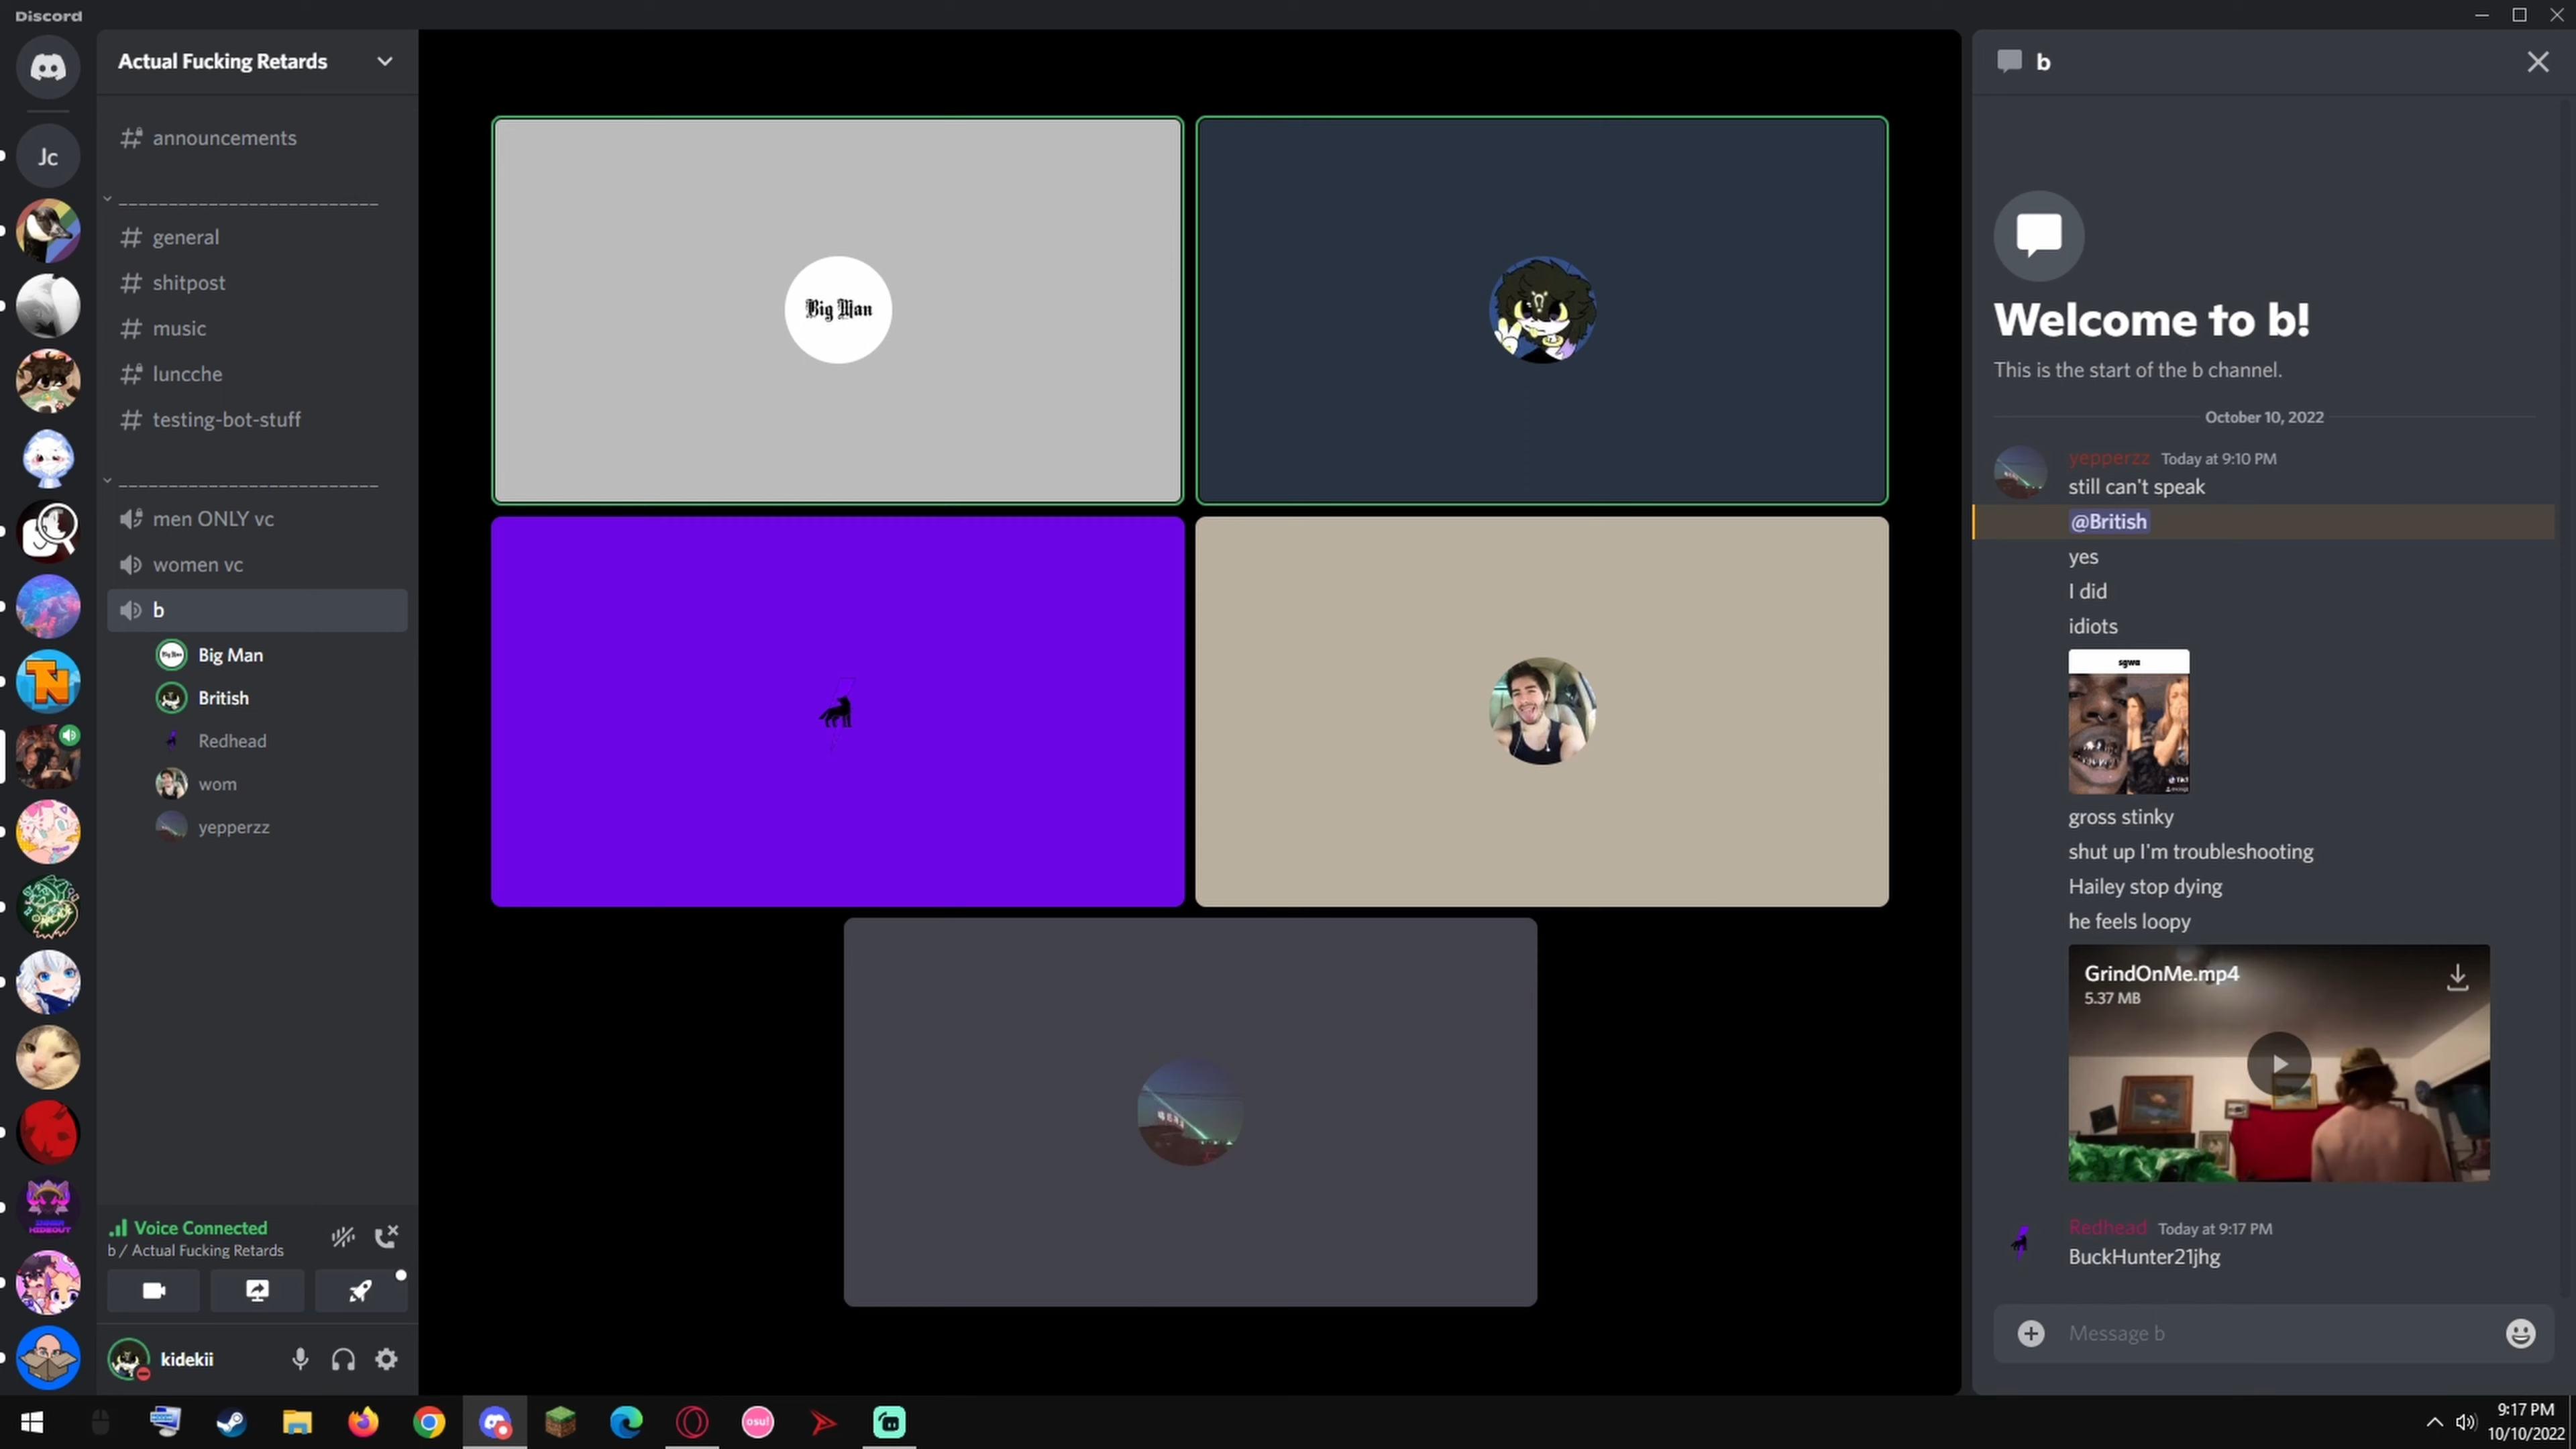 Discord
Actual Fucking Retards
announcements
Jc
general
shitpost
music
luncche
testing-bot-stuff
men ONLY vc
women vc
b
Big Man
British
Redhead
wom
yepperzz
Voice Connected
b / Actual Fucking Retards
kidekii
Big Man
b
Welcome to b!
This is the start of the b channel.
October 10, 2022
yepperzz Today at 9:10 PM
still can't speak
@British
yes
I did
idiots
sgwa
gross stinky
shut up I'm troubleshooting
Hailey stop dying
he feels loopy
GrindOnMe.mp4
5.37 MB
Redhead Today at 9:17 PM
BuckHunter21jhg
Message b
osu!
9:17 PM
10/10/2022